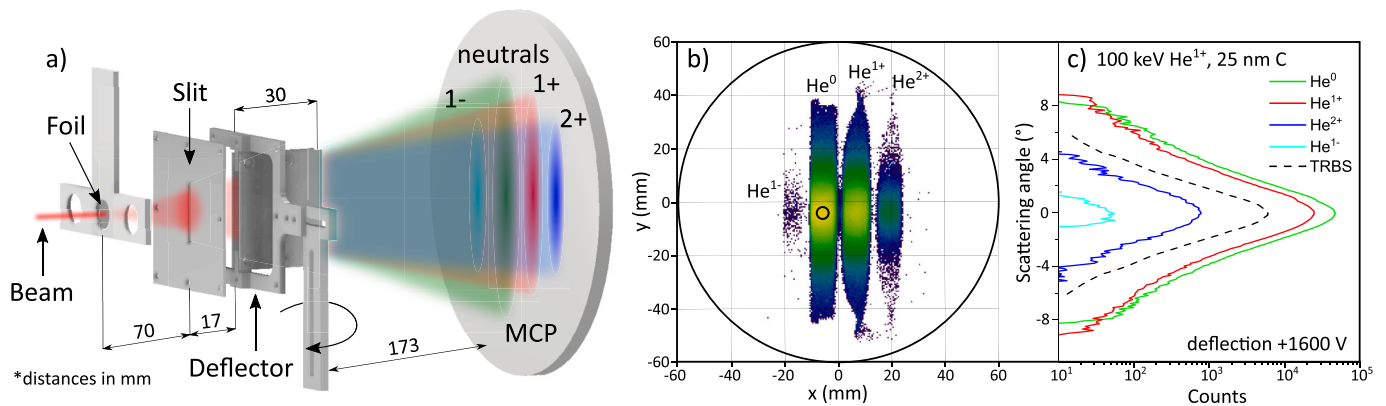 a)
neutrals
1-
1+
2+
Slit
30
Foil
Beam
70
17
Deflector
173
MCP
*distances in mm
b)
He⁰
He¹⁺
He²⁺
He¹⁻
60
40
20
0
-20
-40
-60
y (mm)
-60
-40
-20
0
20
40
60
x (mm)
c)
100 keV He¹⁺, 25 nm C
He⁰
He¹⁺
He²⁺
He¹⁻
TRBS
8
4
0
-4
-8
Scattering angle (°)
deflection +1600 V
10¹
10²
10³
10⁴
10⁵
Counts